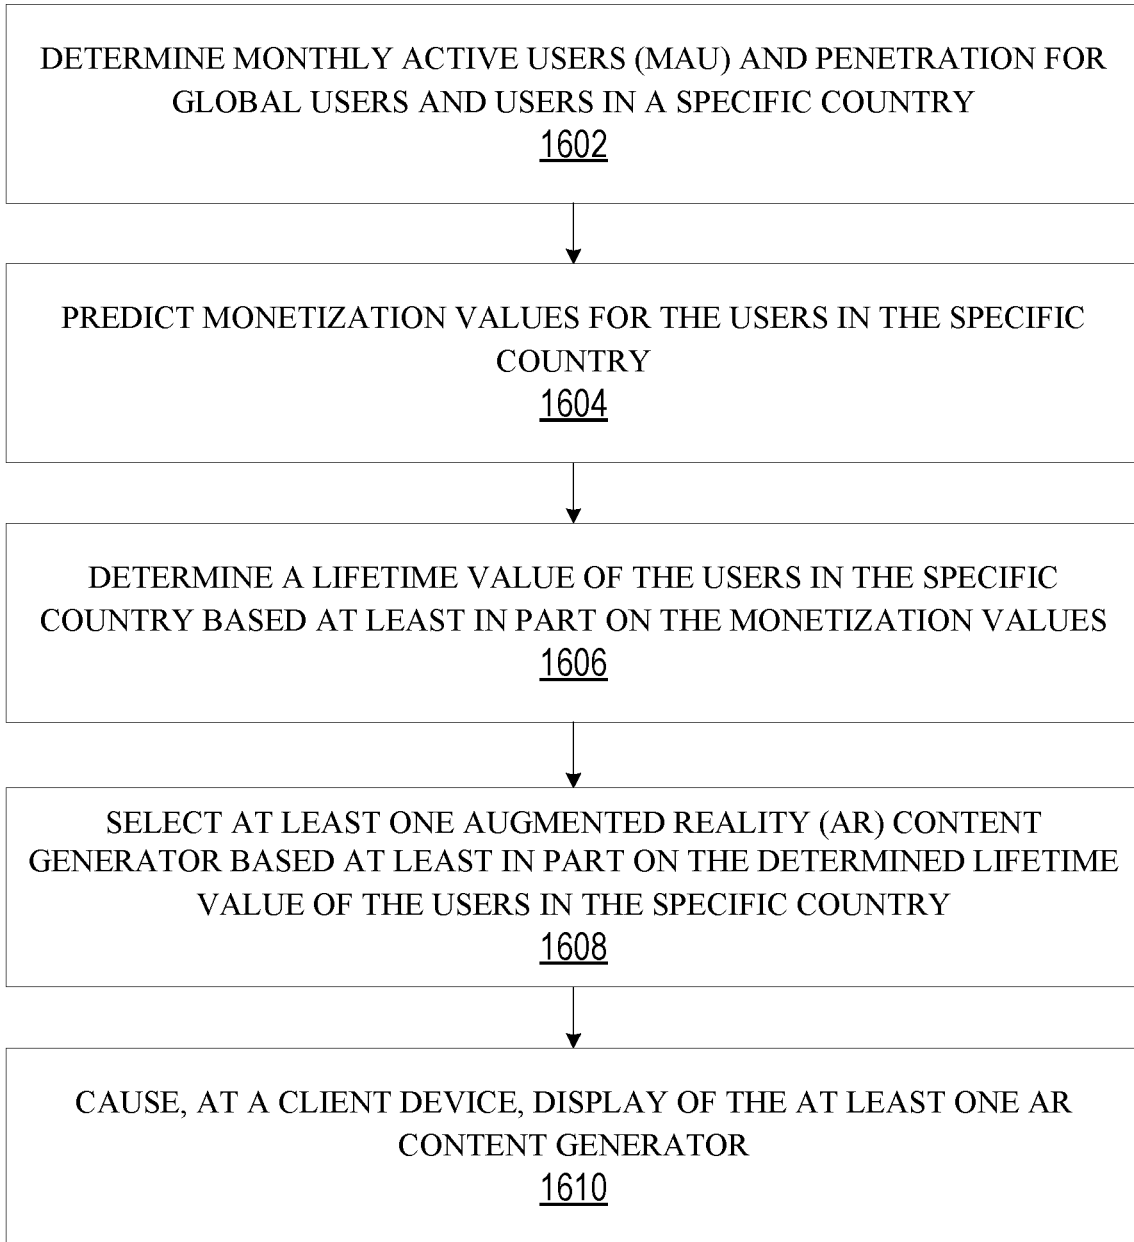 DETERMINE MONTHLY ACTIVE USERS (MAU) AND PENETRATION FOR
GLOBAL USERS AND USERS IN A SPECIFIC COUNTRY
1602
PREDICT MONETIZATION VALUES FOR THE USERS IN THE SPECIFIC
COUNTRY
1604
DETERMINE A LIFETIME VALUE OF THE USERS IN THE SPECIFIC
COUNTRY BASED AT LEAST IN PART ON THE MONETIZATION VALUES
1606
SELECT AT LEAST ONE AUGMENTED REALITY (AR) CONTENT
GENERATOR BASED AT LEAST IN PART ON THE DETERMINED LIFETIME
VALUE OF THE USERS IN THE SPECIFIC COUNTRY
1608
CAUSE, AT A CLIENT DEVICE, DISPLAY OF THE AT LEAST ONE AR
CONTENT GENERATOR
1610